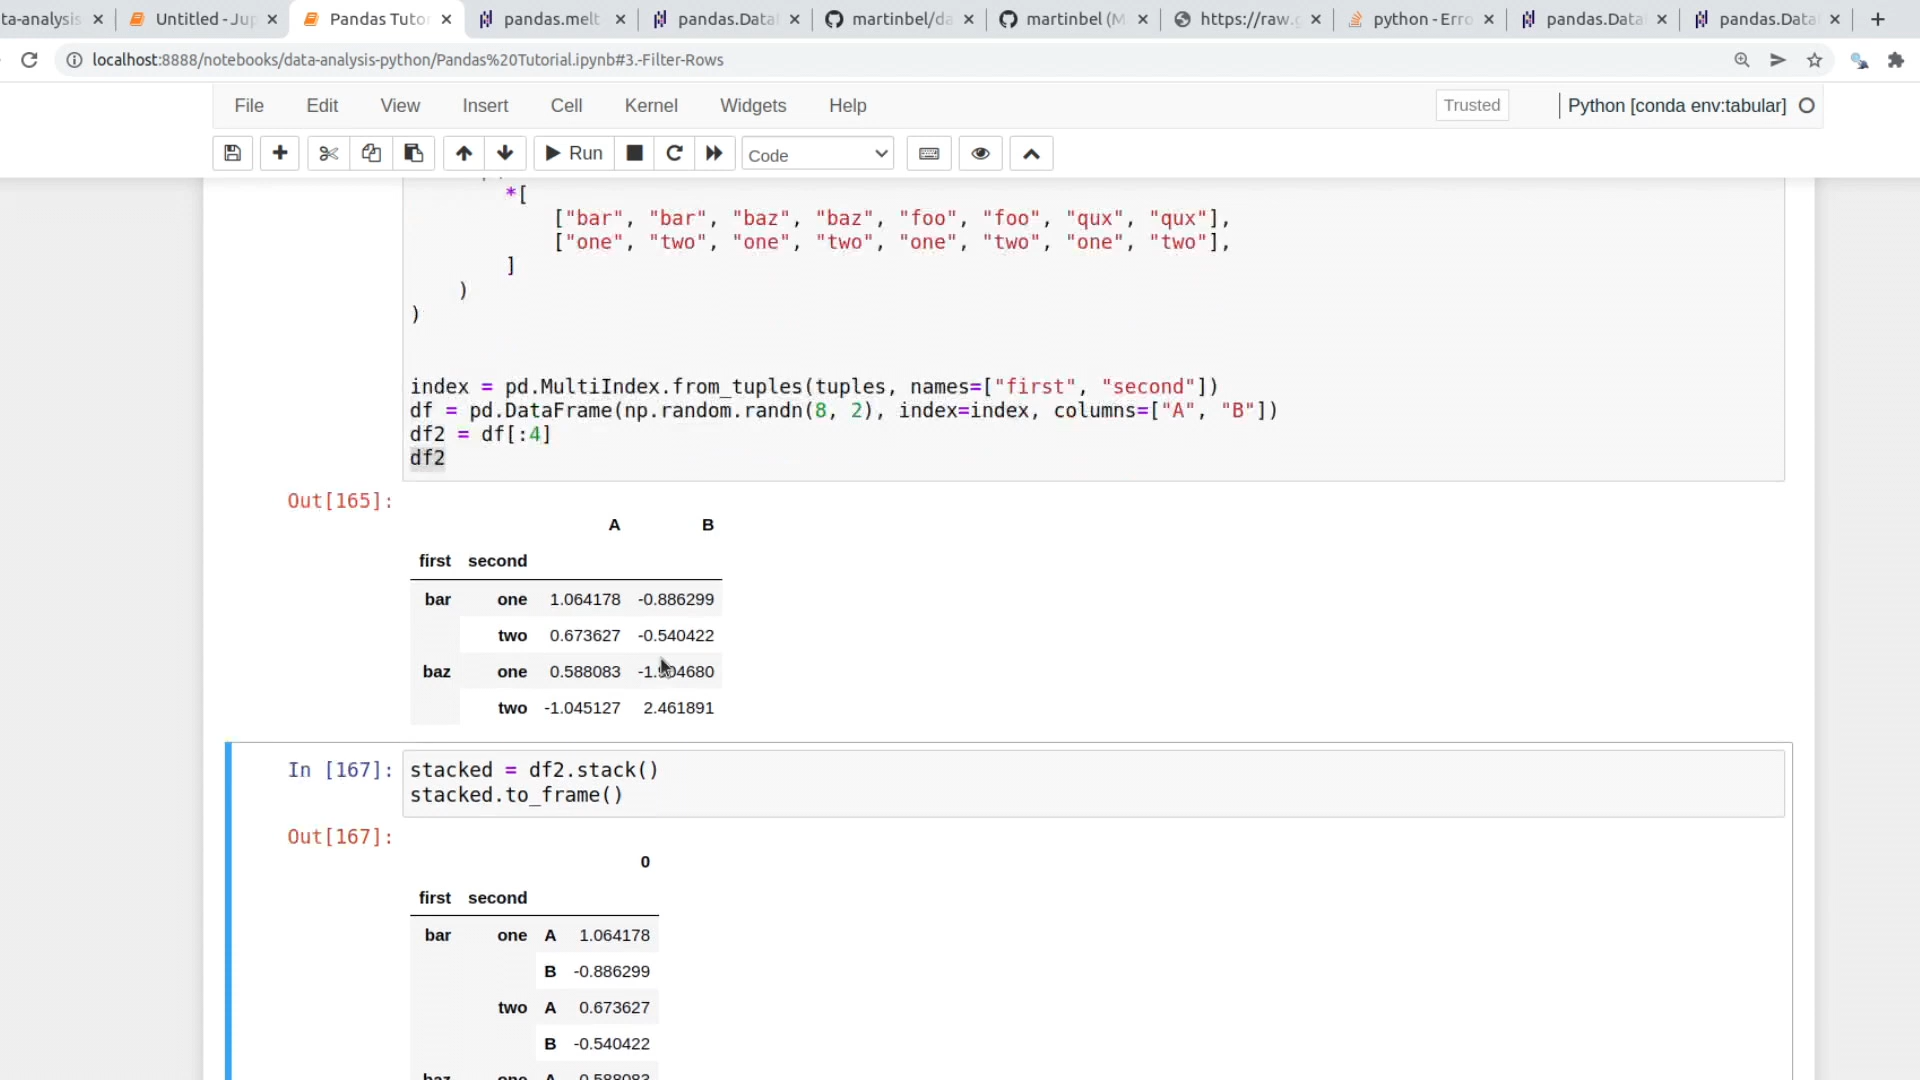 ta-analysis
Untitled - Jup
Pandas Tuto
pandas.melt
pandas.Data
martinbel/da
martinbel (M
https://raw.g
python - Erro
pandas.Data
pandas.Data
localhost:8888/notebooks/data-analysis-python/Pandas%20Tutorial.ipynb#3.-Filter-Rows
File Edit View Insert Cell Kernel Widgets Help Trusted Python [conda env:tabular]
Run Code
*[
["bar", "bar", "baz", "baz", "foo", "foo", "qux", "qux"],
["one", "two", "one", "two", "one", "two", "one", "two"],
]
)
)
index = pd.MultiIndex.from_tuples(tuples, names=["first", "second"])
df = pd.DataFrame(np.random.randn(8, 2), index=index, columns=["A", "B"])
df2 = df[:4]
df2
Out[165]:
A B
first second
bar one 1.064178 -0.886299
two 0.673627 -0.540422
baz one 0.588083
two -1.045127 2.461891
In [167]: stacked = df2.stack()
stacked.to_frame()
Out[167]:
0
first second
bar one A 1.064178
B -0.886299
two A 0.673627
B -0.540422
baz one A 0.588083